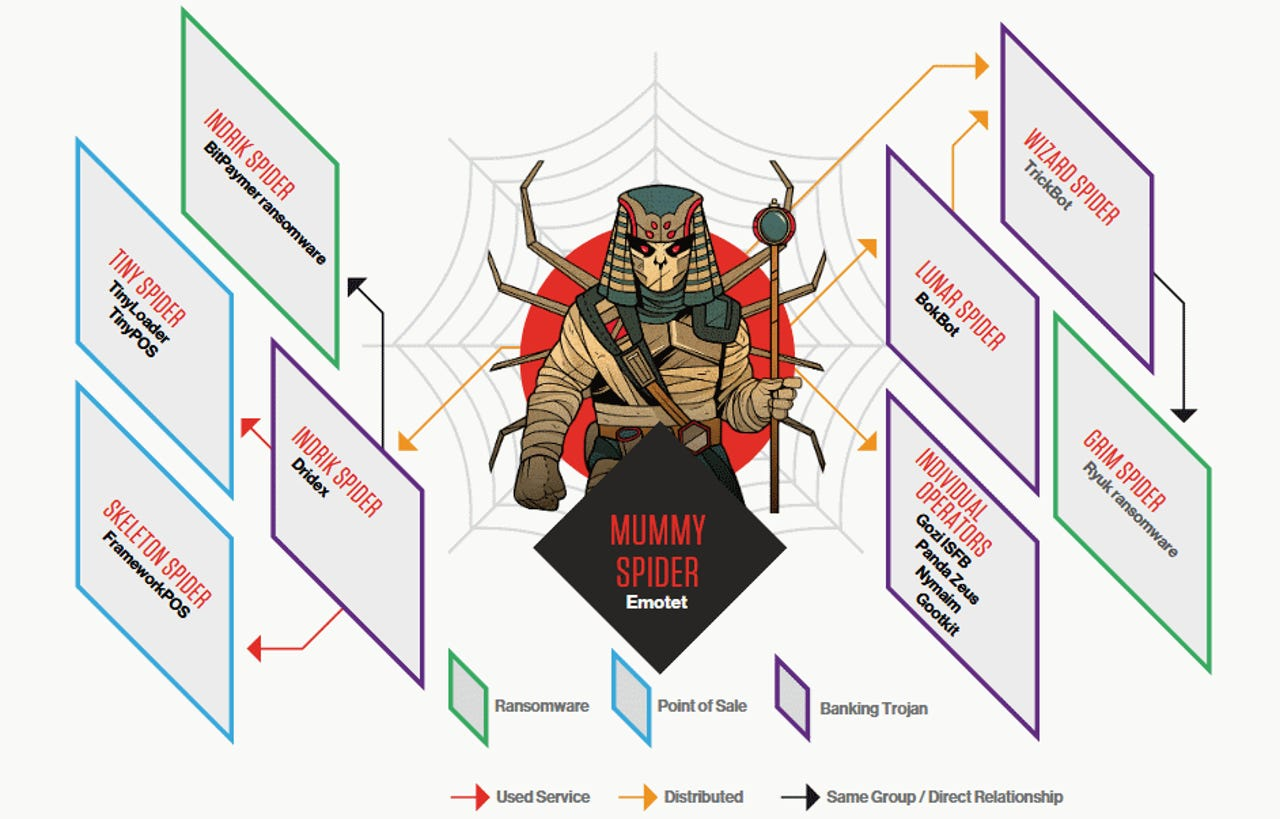 INDRIK SPIDER
BitPaymer ransomware
TINY SPIDER
TinyLoader
TinyPOS
SKELETON SPIDER
FrameworkPOS
INDRIK SPIDER
Dridex
MUMMY
SPIDER
Emotet
WIZARD SPIDER
TrickBot
LUNAR SPIDER
BokBot
GRIM SPIDER
Ryuk ransomware
INDIVIDUAL
OPERATORS
Gozi ISFB
Panda Zeus
Nymaim
Gootkit
Ransomware
Point of Sale
Banking Trojan
Used Service
Distributed
Same Group / Direct Relationship